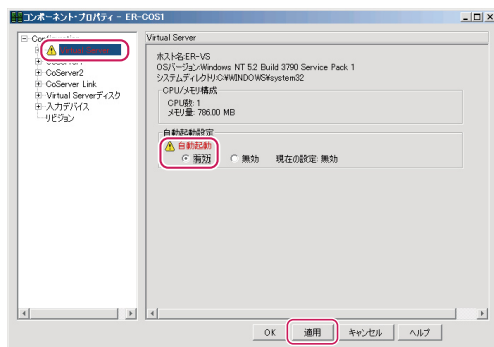 コンポーネント・プロパティ - ER-COS1
Configuration
Virtual Server
CoServer1
CoServer2
CoServer Link
Virtual Serverディスク
入力デバイス
リビジョン
Virtual Server
ホスト名:ER-VS
OSバージョン:Windows NT 5.2 Build 3790 Service Pack 1
システムディレクトリ:C:¥WINDOWS¥system32
CPU/メモリ構成
CPU数: 1
メモリ量: 786.00 MB
自動起動設定
自動起動
有効 無効 現在の設定: 無効
OK 適用 キャンセル ヘルプ